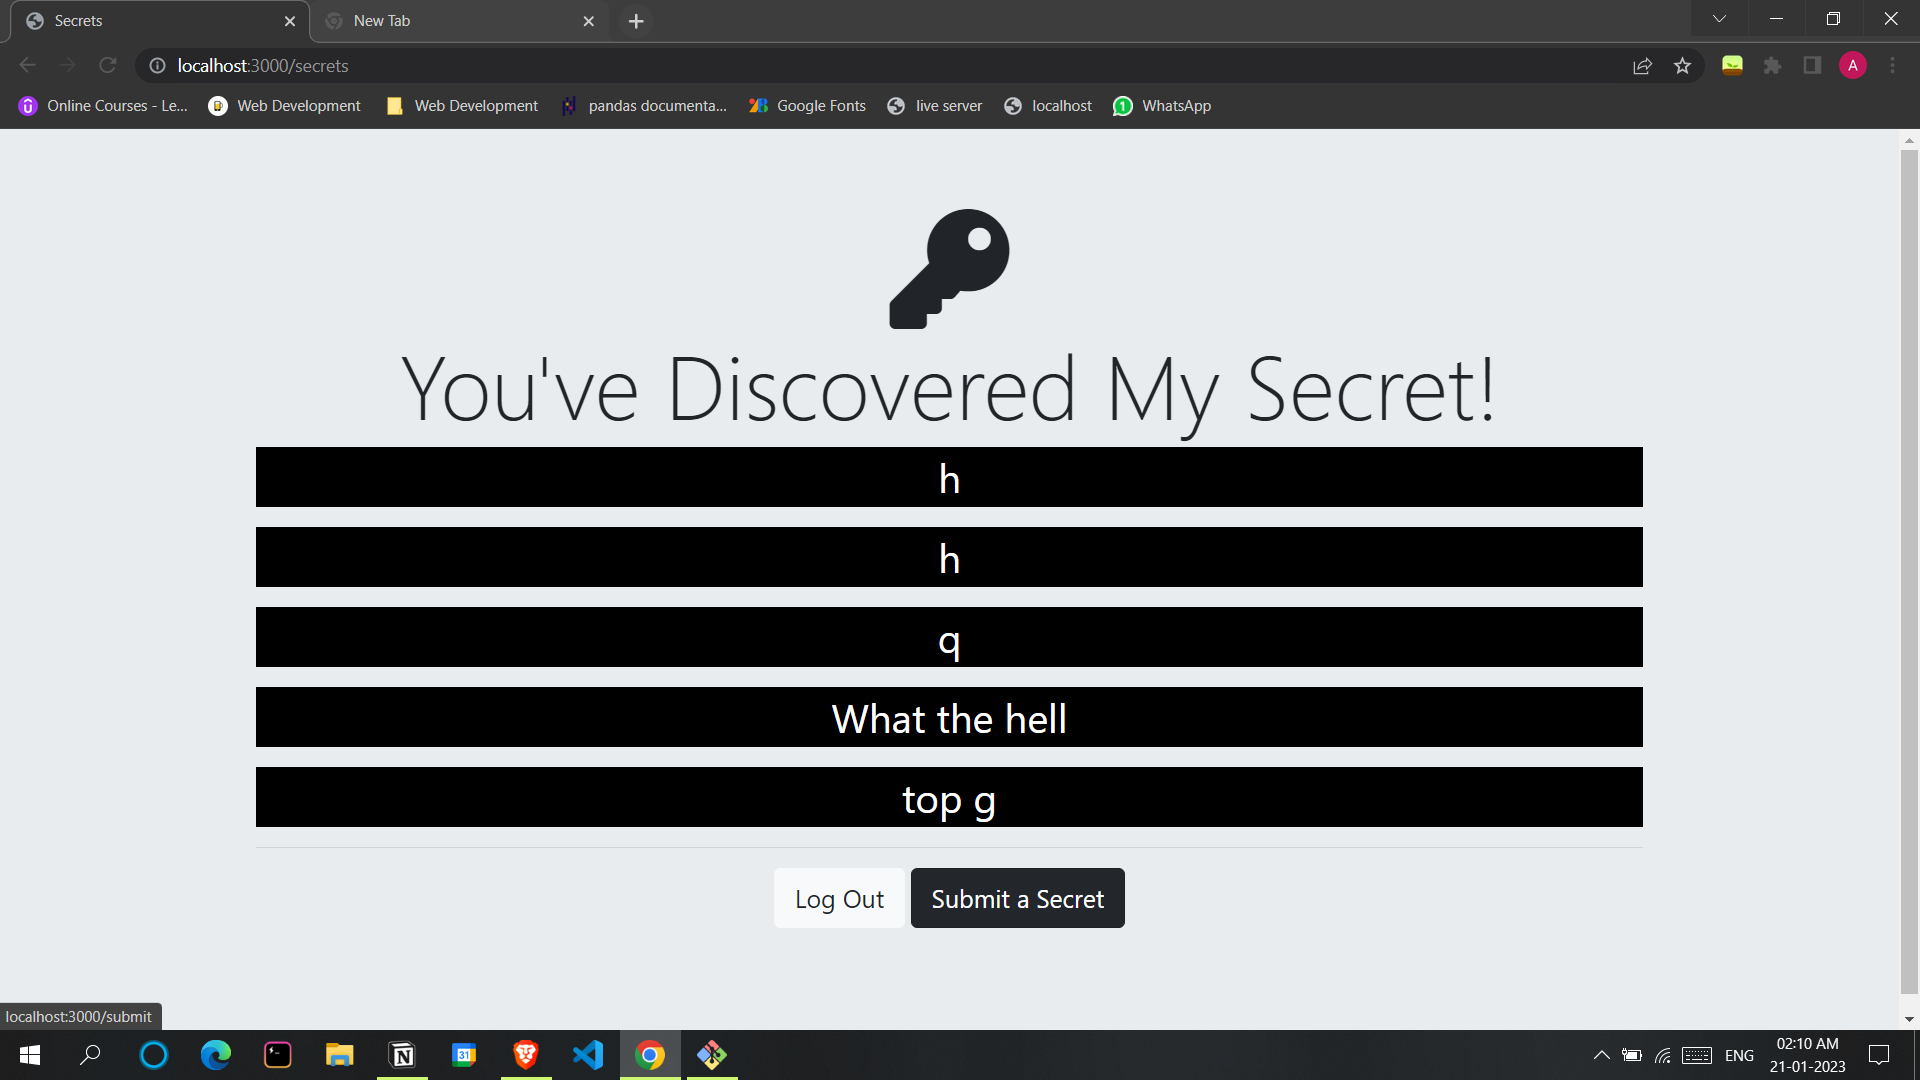 Secrets
New Tab
localhost:3000/secrets
A
Online Courses - Le...
Web Development
Web Development
pandas documenta...
Google Fonts
live server
localhost
1
WhatsApp
You've Discovered My Secret!
h
h
q
What the hell
top g
Log Out
Submit a Secret
localhost:3000/submit
31
ENG
02:10 AM
21-01-2023